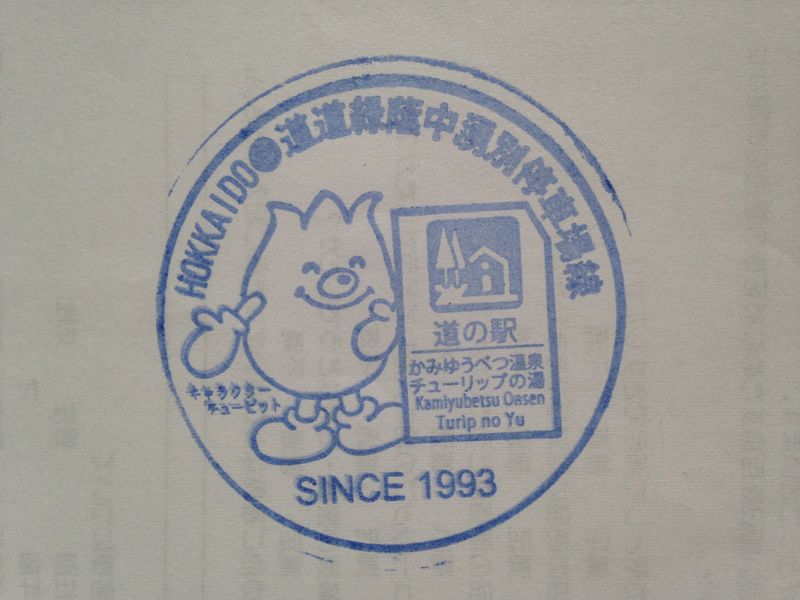 HOKKAIDO●道道緑蔭中湧別停車場線
道の駅
かみゆうべつ温泉
チューリップの湯
Kamiyubetsu Onsen
Turip no Yu
キャラクター
チューピット
SINCE 1993